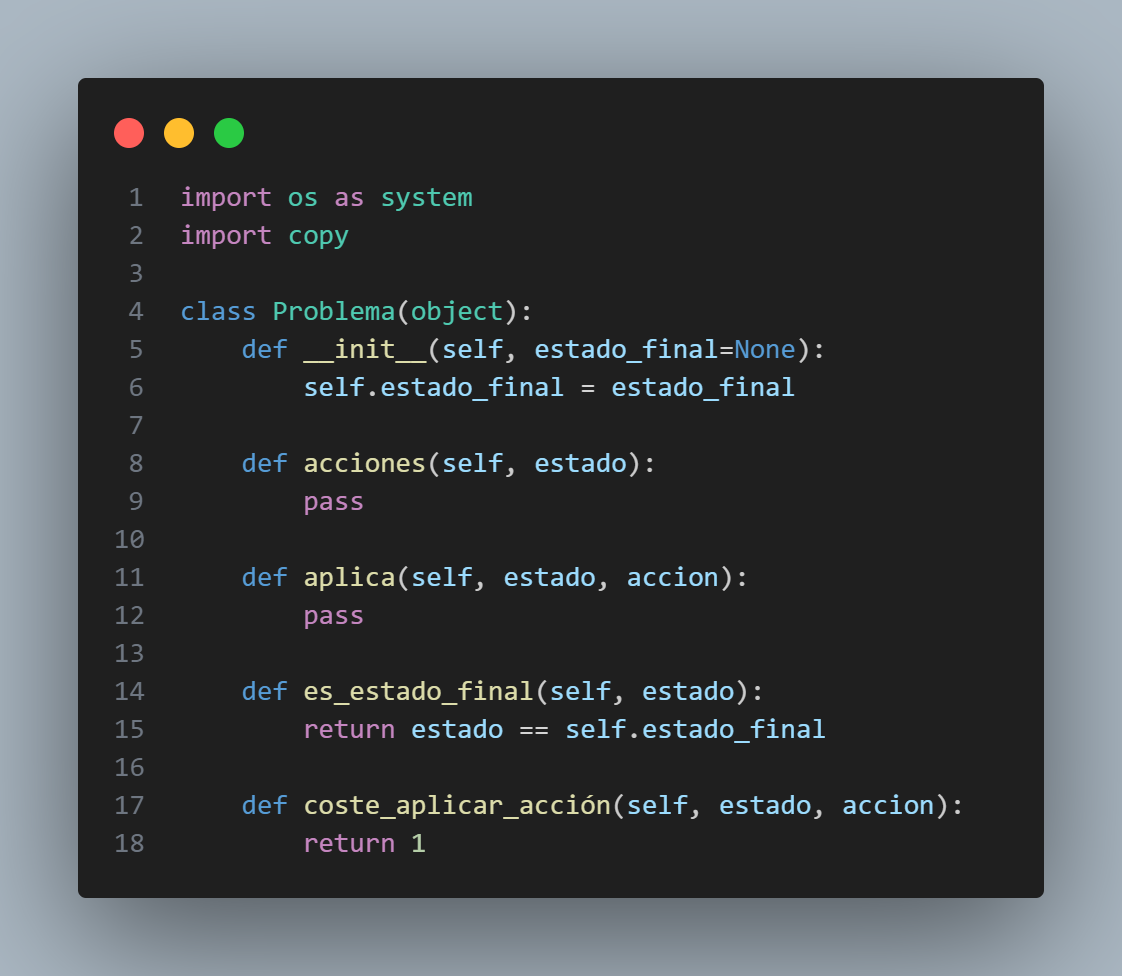 1 import os as system
2 import copy
3
4 class Problema(object):
5     def __init__(self, estado_final=None):
6         self.estado_final = estado_final
7
8     def acciones(self, estado):
9         pass
10
11     def aplica(self, estado, accion):
12         pass
13
14     def es_estado_final(self, estado):
15         return estado == self.estado_final
16
17     def coste_aplicar_acción(self, estado, accion):
18         return 1